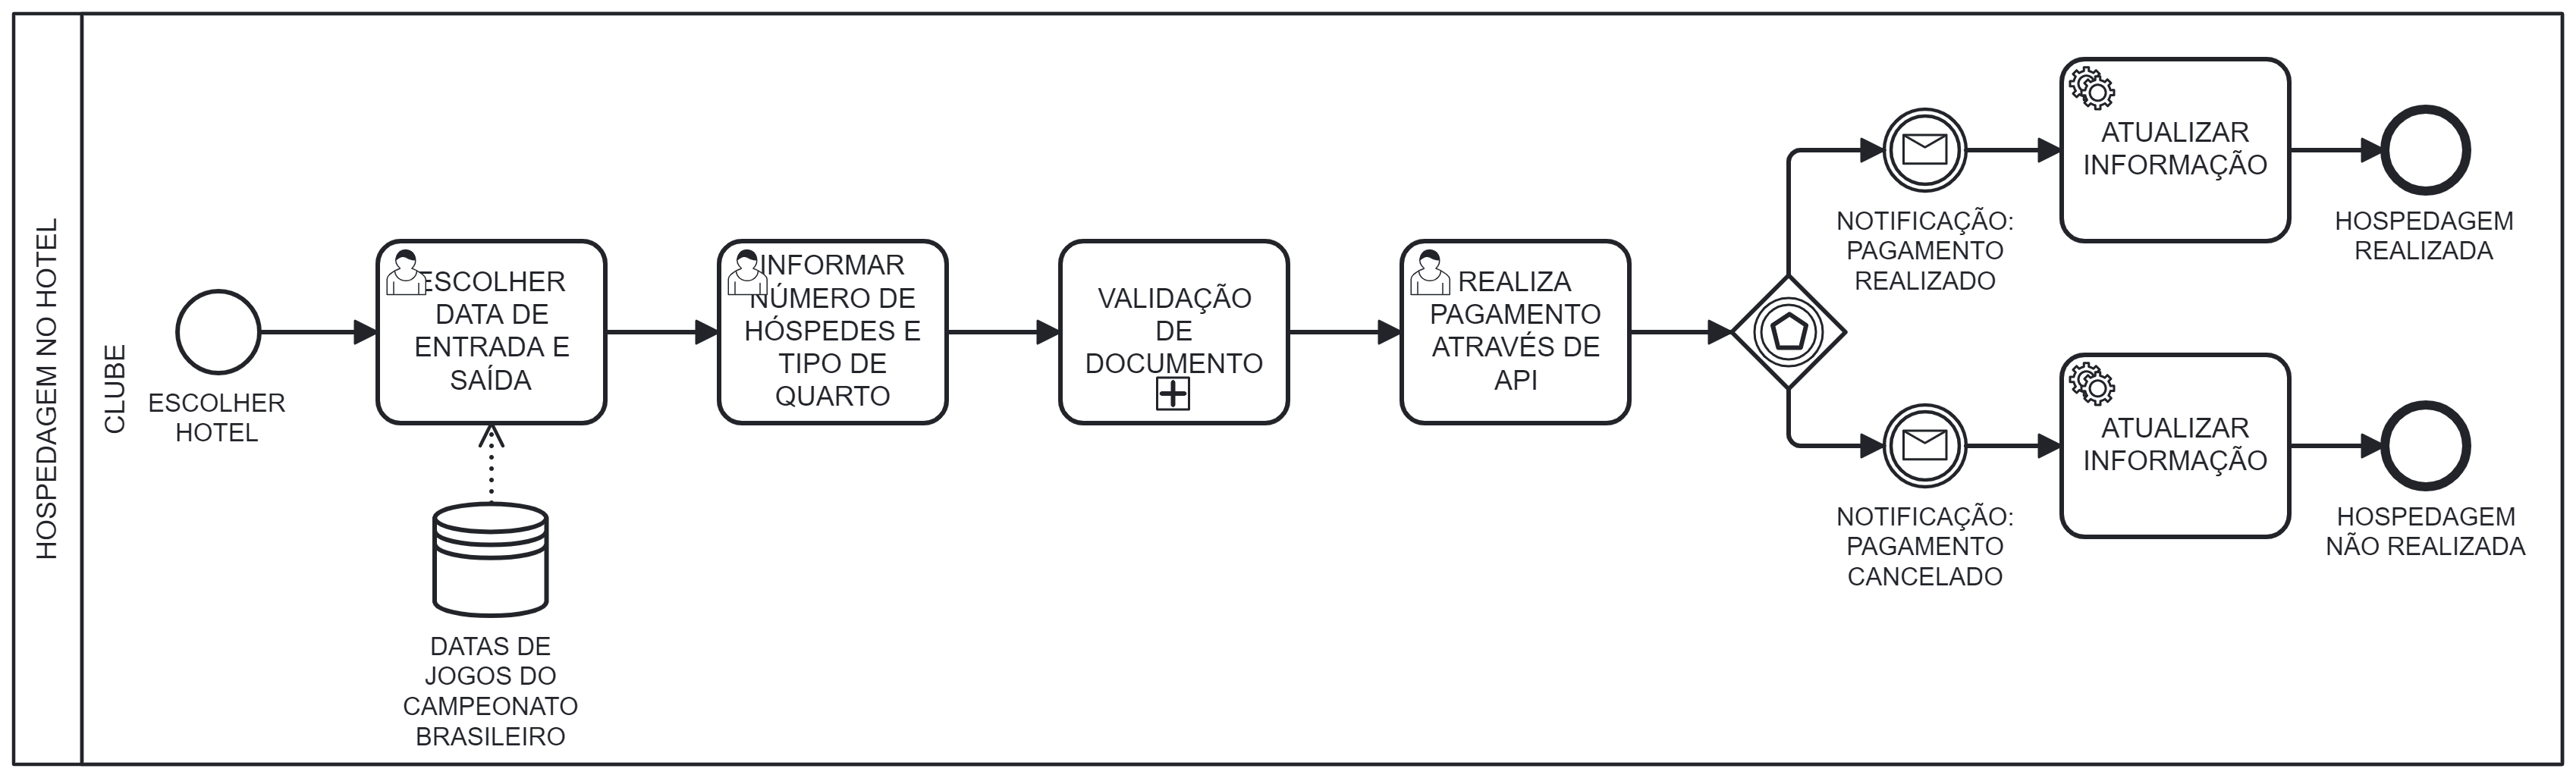 HOSPEDAGEM NO HOTEL
CLUBE
ESCOLHER
HOTEL
ESCOLHER
DATA DE
ENTRADA E
SAÍDA
DATAS DE
JOGOS DO
CAMPEONATO
BRASILEIRO
INFORMAR
NÚMERO DE
HÓSPEDES E
TIPO DE
QUARTO
VALIDAÇÃO
DE
DOCUMENTO
REALIZA
PAGAMENTO
ATRAVÉS DE
API
NOTIFICAÇÃO:
PAGAMENTO
REALIZADO
ATUALIZAR
INFORMAÇÃO
HOSPEDAGEM
REALIZADA
NOTIFICAÇÃO:
PAGAMENTO
CANCELADO
ATUALIZAR
INFORMAÇÃO
HOSPEDAGEM
NÃO REALIZADA